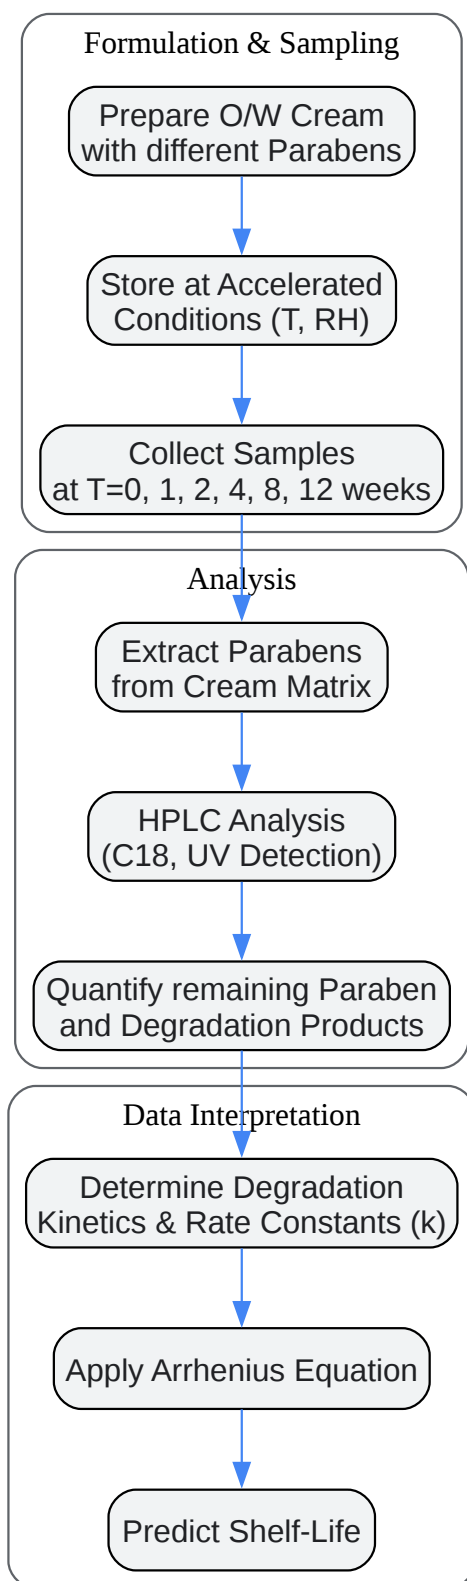 Formulation & Sampling
Prepare O/W Cream
with different Parabens
Store at Accelerated
Conditions (T, RH)
Collect Samples
at T=0, 1, 2, 4, 8, 12 weeks
Analysis
Extract Parabens
from Cream Matrix
HPLC Analysis
(C18, UV Detection)
Quantify remaining Paraben
and Degradation Products
Data Interpretation
Determine Degradation
Kinetics & Rate Constants (k)
Apply Arrhenius Equation
Predict Shelf-Life